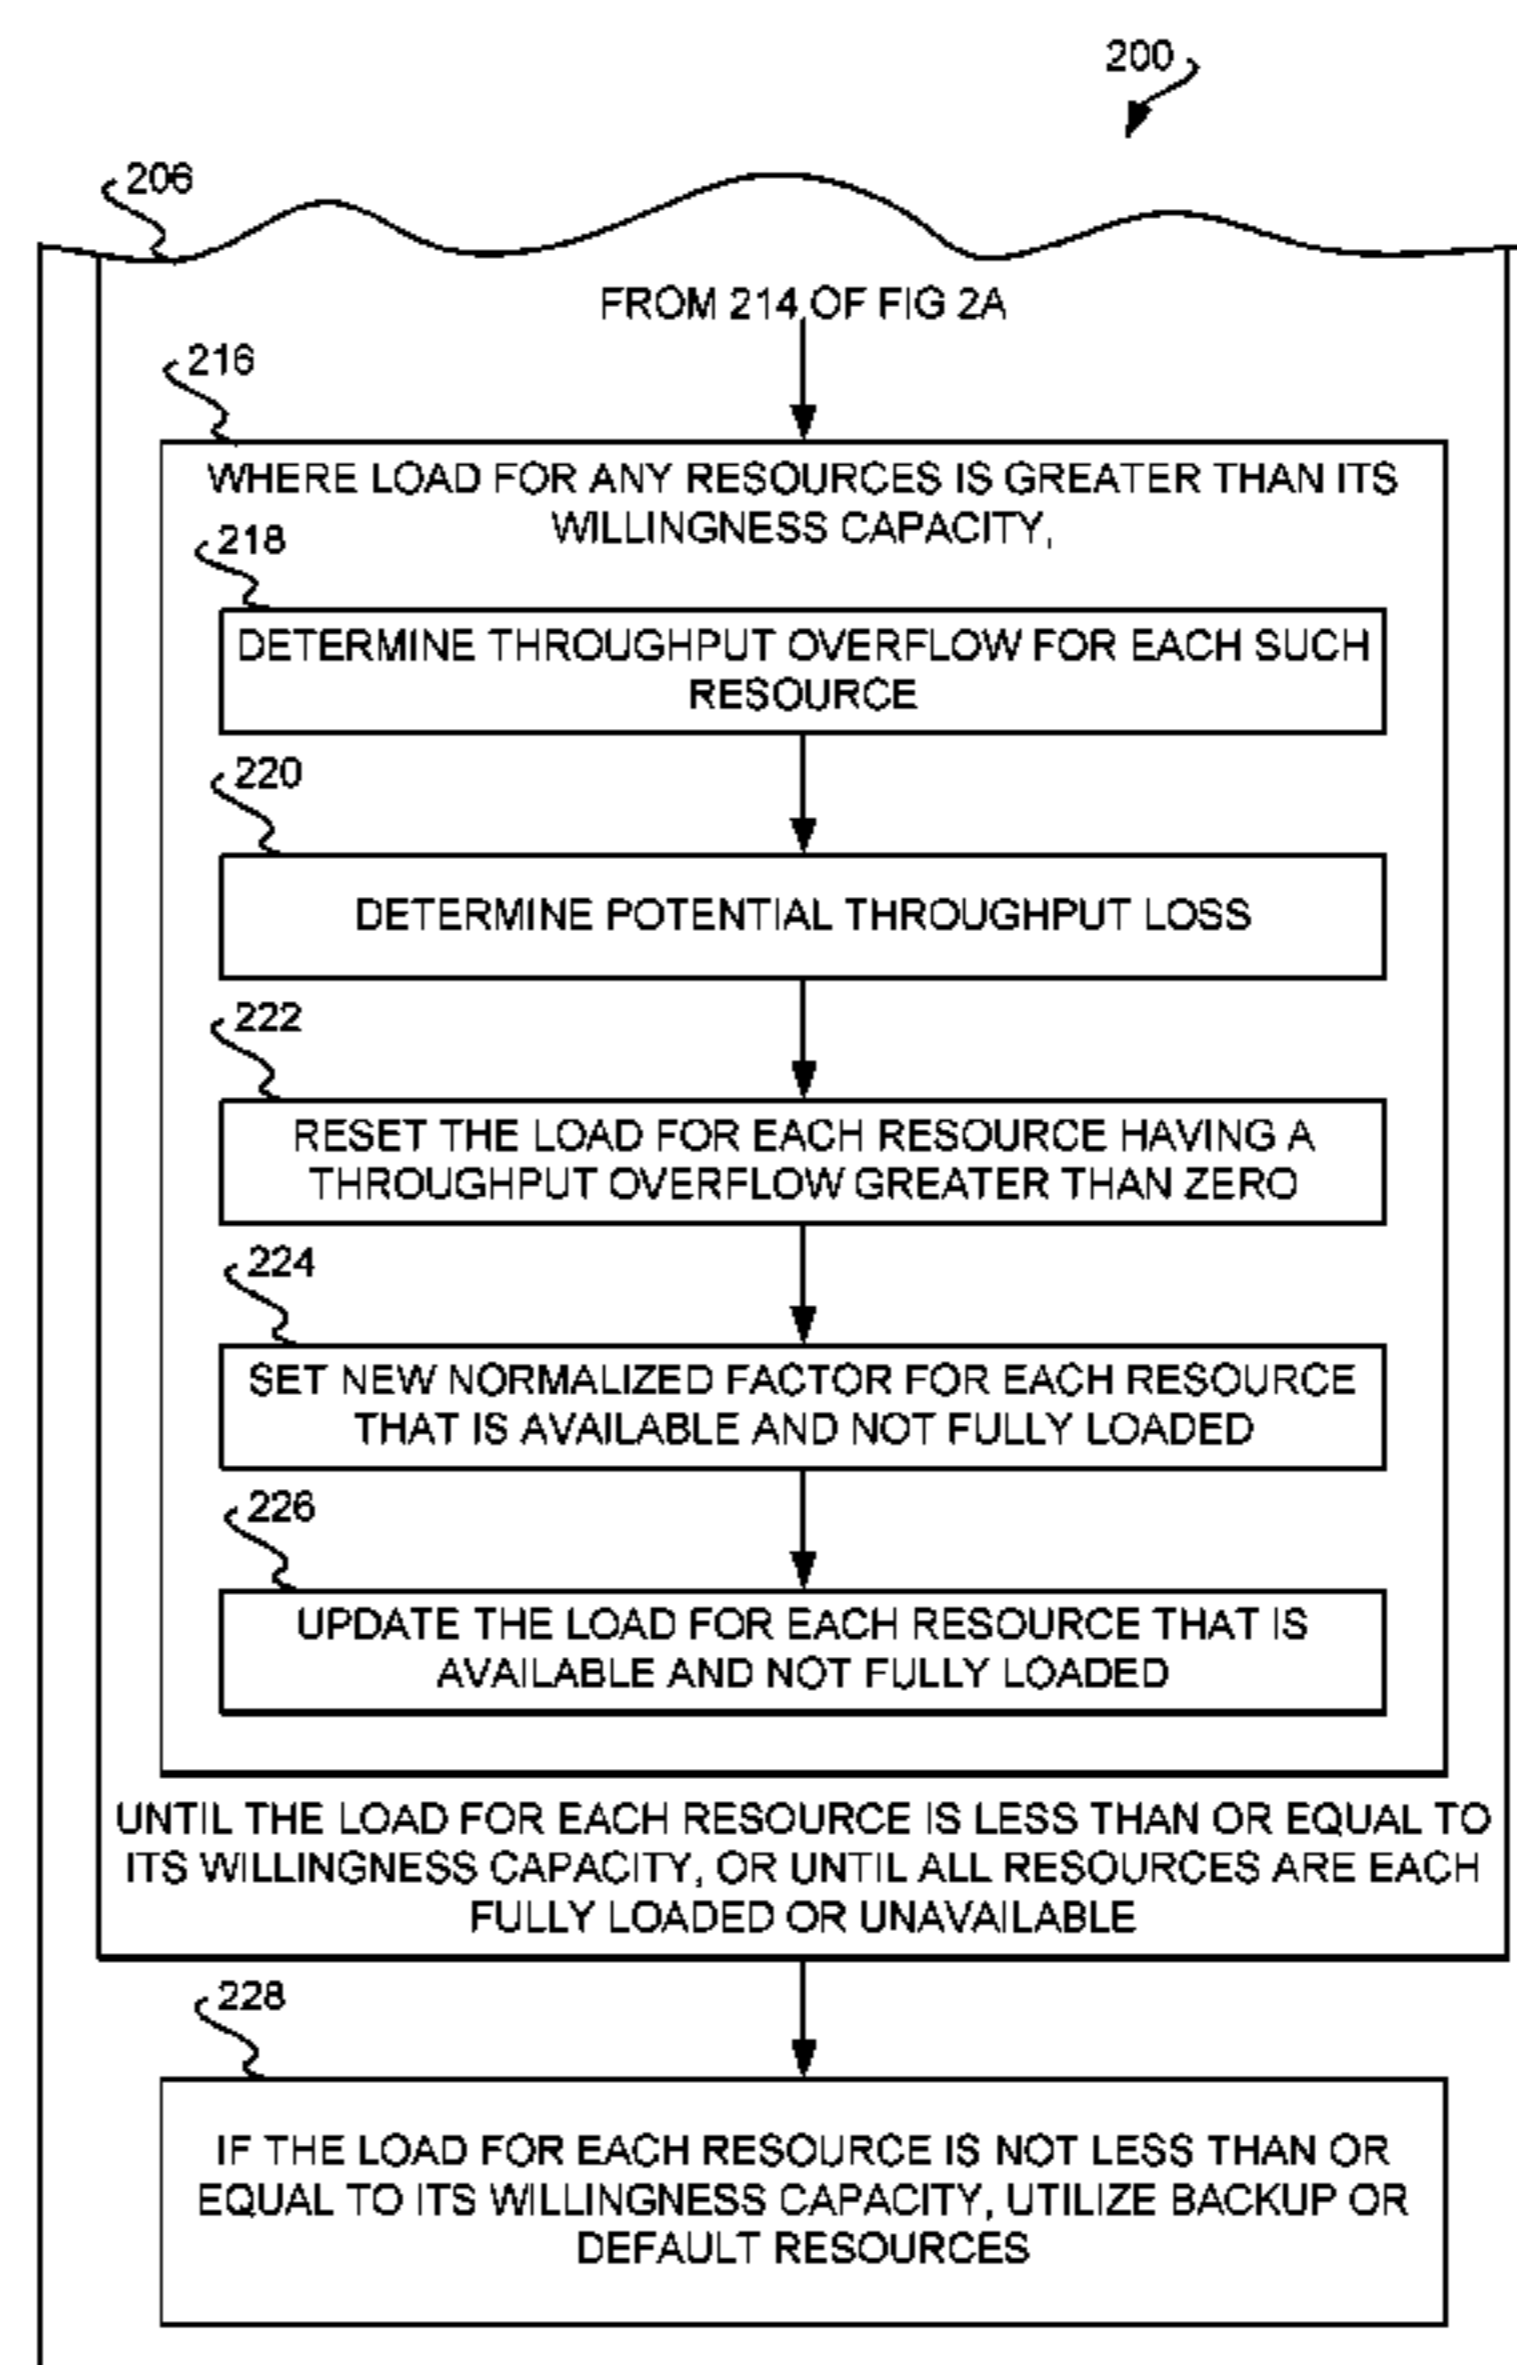 200
206
FROM 214 OF FIG 2A
216
WHERE LOAD FOR ANY RESOURCES IS GREATER THAN ITS
WILLINGNESS CAPACITY,
218
DETERMINE THROUGHPUT OVERFLOW FOR EACH SUCH
RESOURCE
220
DETERMINE POTENTIAL THROUGHPUT LOSS
222
RESET THE LOAD FOR EACH RESOURCE HAVING A
THROUGHPUT OVERFLOW GREATER THAN ZERO
224
SET NEW NORMALIZED FACTOR FOR EACH RESOURCE
THAT IS AVAILABLE AND NOT FULLY LOADED
226
UPDATE THE LOAD FOR EACH RESOURCE THAT IS
AVAILABLE AND NOT FULLY LOADED
UNTIL THE LOAD FOR EACH RESOURCE IS LESS THAN OR EQUAL TO
ITS WILLINGNESS CAPACITY, OR UNTIL ALL RESOURCES ARE EACH
FULLY LOADED OR UNAVAILABLE
228
IF THE LOAD FOR EACH RESOURCE IS NOT LESS THAN OR
EQUAL TO ITS WILLINGNESS CAPACITY, UTILIZE BACKUP OR
DEFAULT RESOURCES